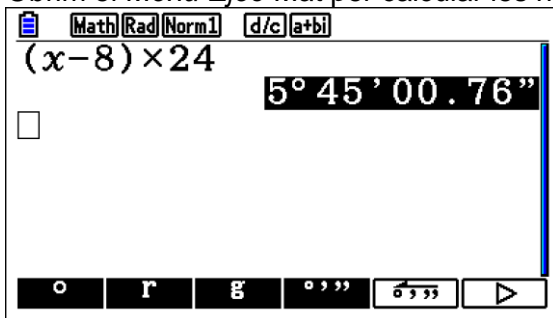 Math Rad Norm1 d/c a+bi
(x−8)×24
5°45’00.76”
° r g °’” °’” ▷